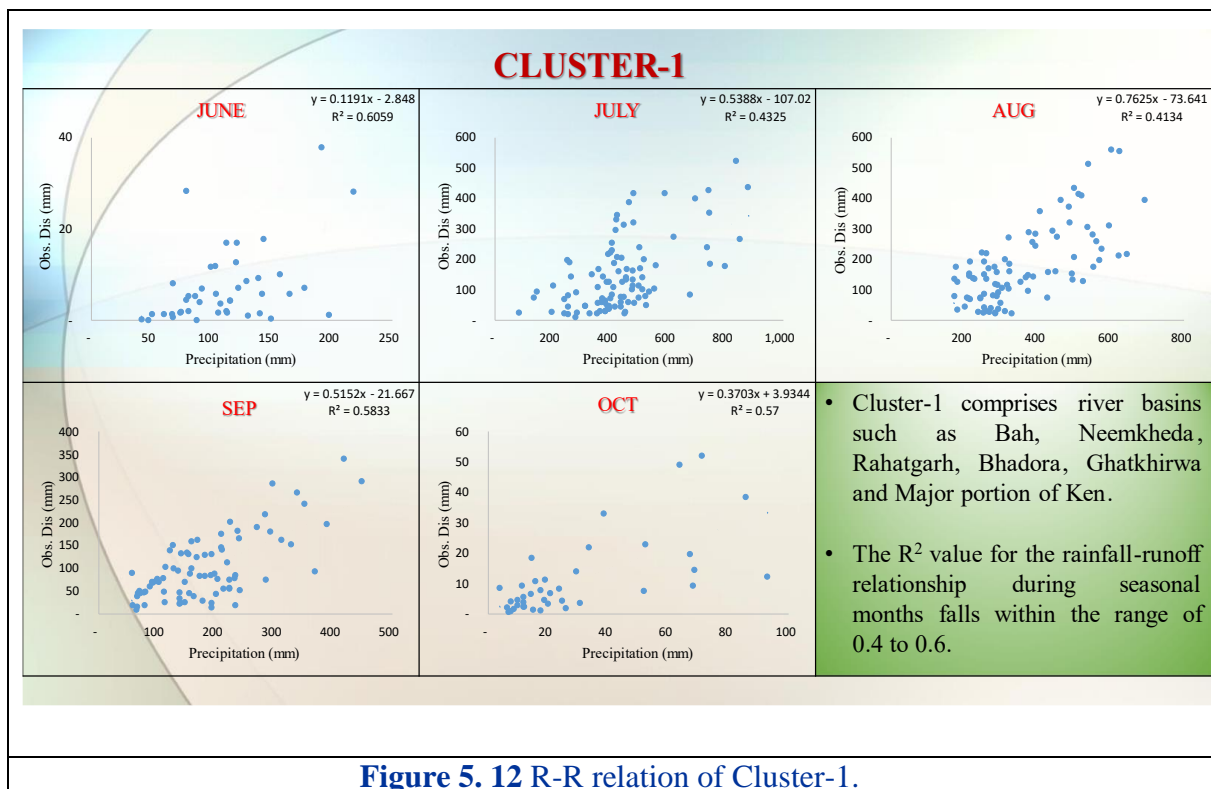 CLUSTER-1
JUNE
y = 0.1191x - 2.848
R² = 0.6059
40
20
-
Obs. Dis (mm)
-
50
100
150
200
250
Precipitation (mm)
JULY
y = 0.5388x - 107.02
R² = 0.4325
600
500
400
300
200
100
-
Obs. Dis (mm)
-
200
400
600
800
1,000
Precipitation (mm)
AUG
y = 0.7625x - 73.641
R² = 0.4134
600
500
400
300
200
100
-
Obs. Dis (mm)
-
200
400
600
800
Precipitation (mm)
SEP
y = 0.5152x - 21.667
R² = 0.5833
400
350
300
250
200
150
100
50
-
Obs. Dis (mm)
-
100
200
300
400
500
Precipitation (mm)
OCT
y = 0.3703x + 3.9344
R² = 0.57
60
50
40
30
20
10
-
Obs. Dis (mm)
-
20
40
60
80
100
Precipitation (mm)
• Cluster-1 comprises river basins
such as Bah, Neemkheda,
Rahatgarh, Bhadora, Ghatkhirwa
and Major portion of Ken.
• The R² value for the rainfall-runoff
relationship during seasonal
months falls within the range of
0.4 to 0.6.
Figure 5. 12 R-R relation of Cluster-1.